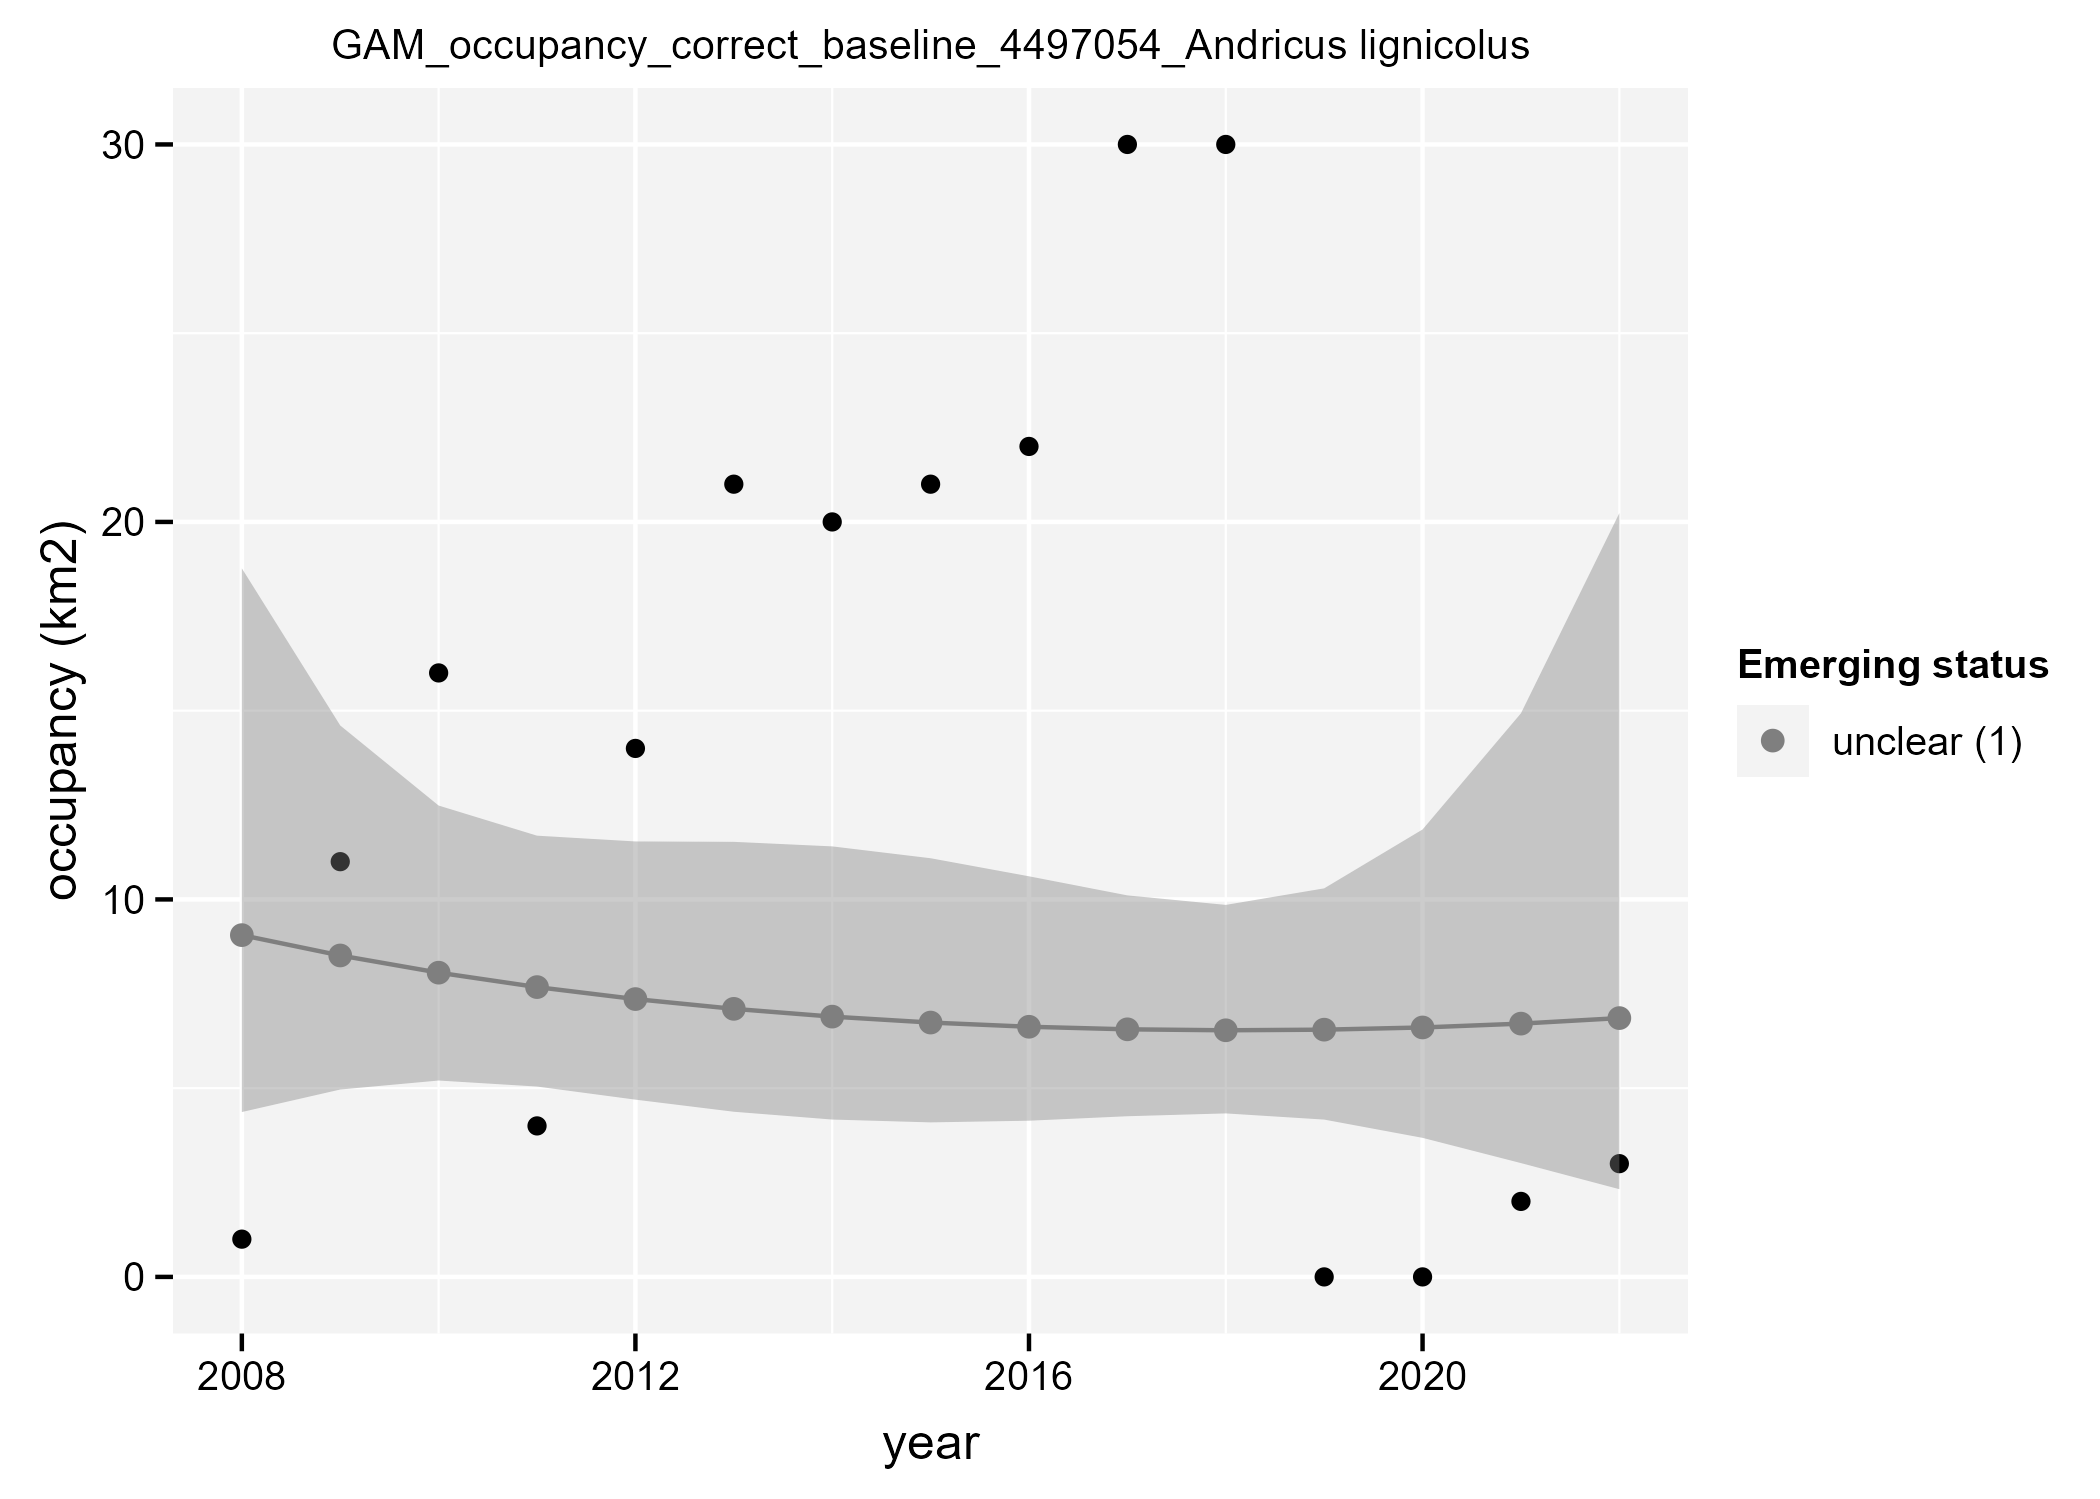 GAM_occupancy_correct_baseline_4497054_Andricus lignicolus
30
20
10
0
occupancy (km2)
2008
2012
2016
2020
year
Emerging status
unclear (1)